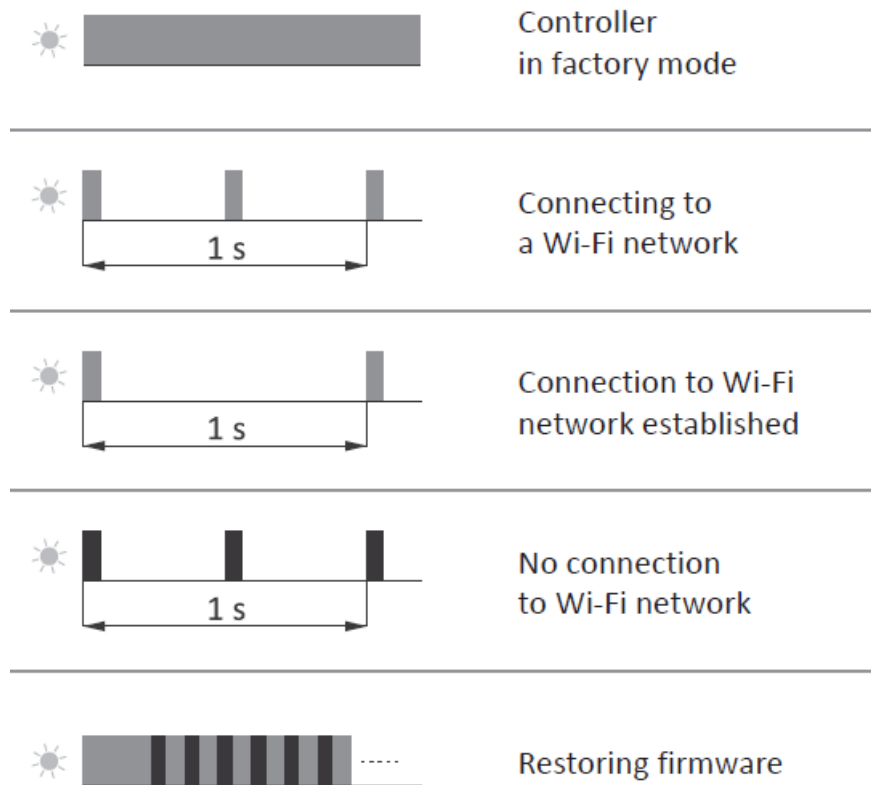 Controller
in factory mode
1 s
Connecting to
a Wi-Fi network
1 s
Connection to Wi-Fi
network established
1 s
No connection
to Wi-Fi network
Restoring firmware